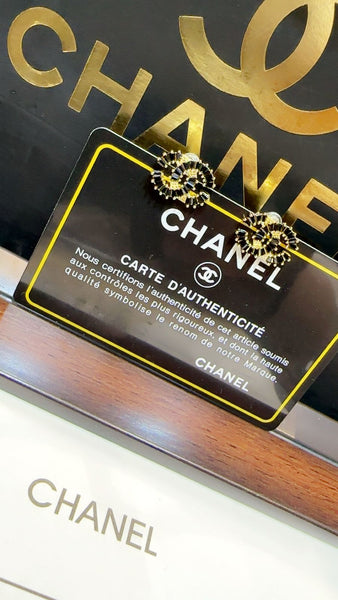 CHANEL
CHANEL
CARTE D'AUTHENTICITÉ
Nous certifions l'authenticité de cet article soumis
aux contrôles les plus rigoureux, et dont la haute
qualité symbolise le renom de notre Marque.
CHANEL
CHANEL